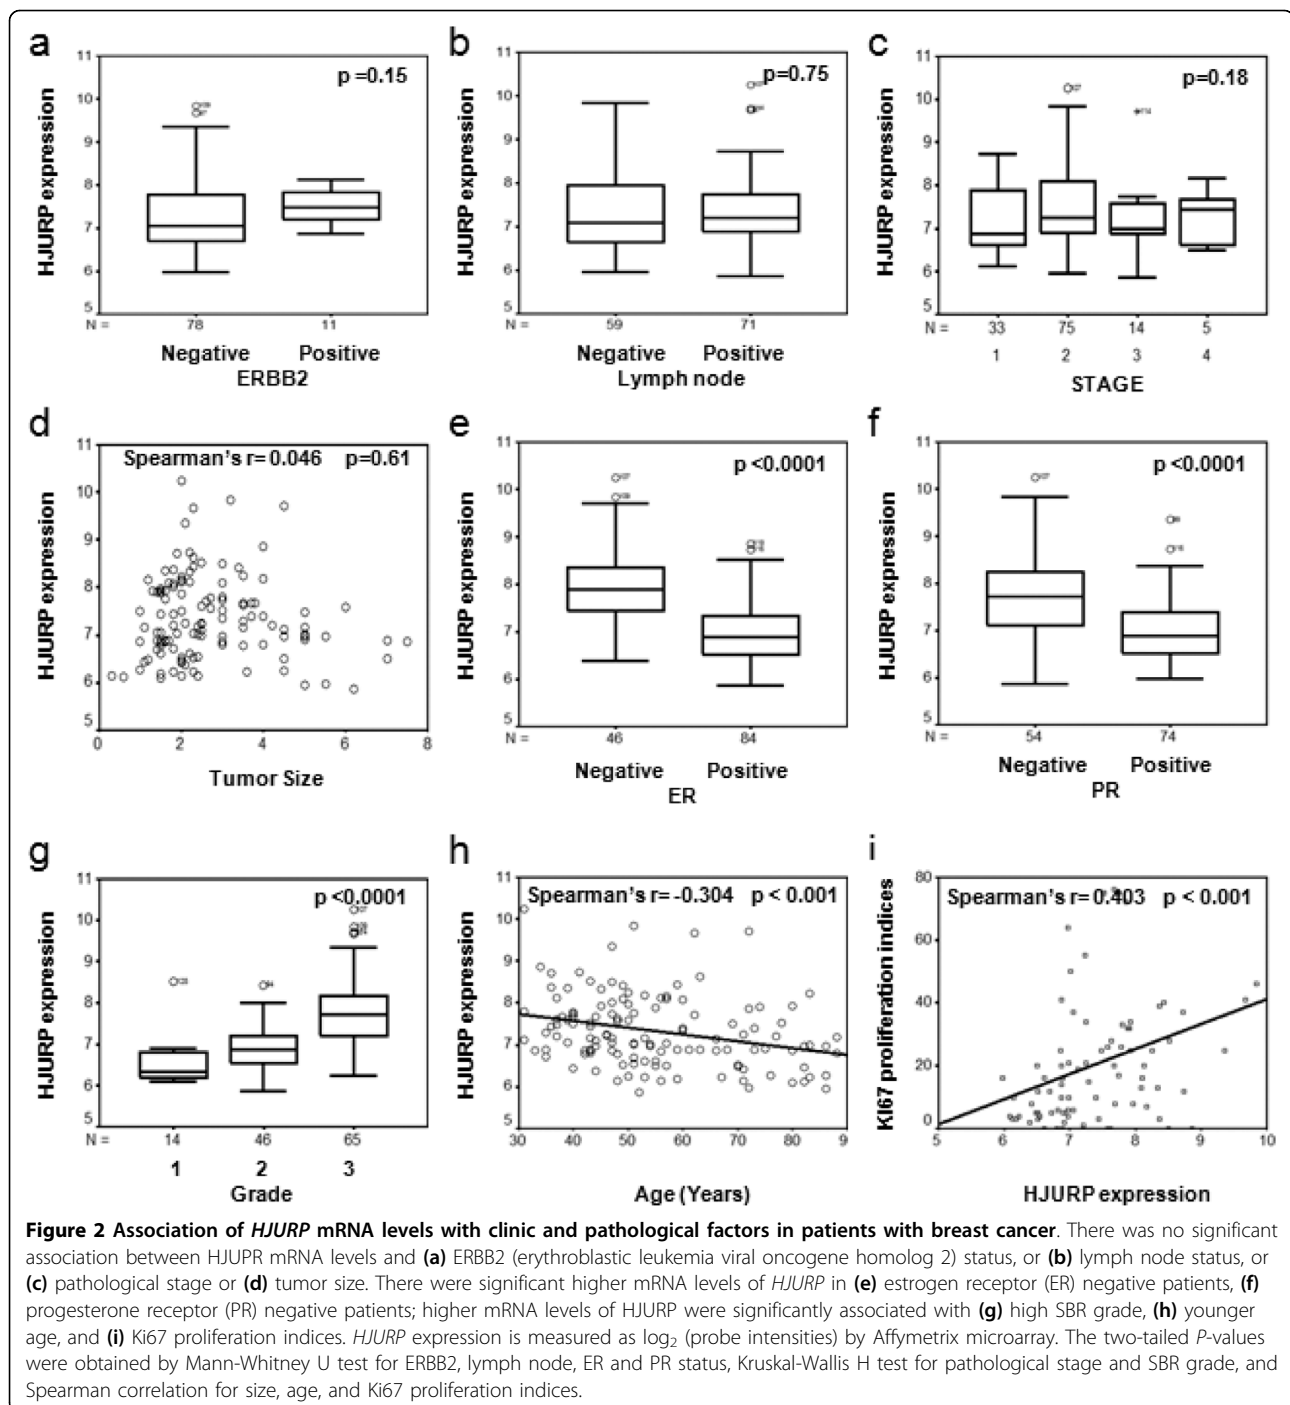 a
b
c
p =0.15
p=0.75
p=0.18
HJURP expression
HJURP expression
HJURP expression
11
10
9
8
7
6
5
11
10
9
8
7
6
5
11
10
9
8
7
6
5
N =
78
11
N =
59
71
N =
33
75
14
5
Negative
Positive
Negative
Positive
1
2
3
4
ERBB2
Lymph node
STAGE
d
e
f
Spearman's r= 0.046 p=0.61
p <0.0001
p <0.0001
HJURP expression
HJURP expression
HJURP expression
11
10
9
8
7
6
5
11
10
9
8
7
6
5
11
10
9
8
7
6
5
0
2
4
6
8
N =
46
84
N =
54
74
Tumor Size
Negative
Positive
Negative
Positive
ER
PR
g
h
i
p <0.0001
Spearman's r= -0.304 p < 0.001
Spearman's r= 0.403 p < 0.001
HJURP expression
HJURP expression
KI67 proliferation indices
11
10
9
8
7
6
5
11
10
9
8
7
6
5
80
60
40
20
0
N =
14
46
65
30
40
50
60
70
80
9
5
6
7
8
9
10
1
2
3
Grade
Age (Years)
HJURP expression
Figure 2 Association of HJURP mRNA levels with clinic and pathological factors in patients with breast cancer. There was no significant
association between HJUPR mRNA levels and (a) ERBB2 (erythroblastic leukemia viral oncogene homolog 2) status, or (b) lymph node status, or
(c) pathological stage or (d) tumor size. There were significant higher mRNA levels of HJURP in (e) estrogen receptor (ER) negative patients, (f)
progesterone receptor (PR) negative patients; higher mRNA levels of HJURP were significantly associated with (g) high SBR grade, (h) younger
age, and (i) Ki67 proliferation indices. HJURP expression is measured as log₂ (probe intensities) by Affymetrix microarray. The two-tailed P-values
were obtained by Mann-Whitney U test for ERBB2, lymph node, ER and PR status, Kruskal-Wallis H test for pathological stage and SBR grade, and
Spearman correlation for size, age, and Ki67 proliferation indices.